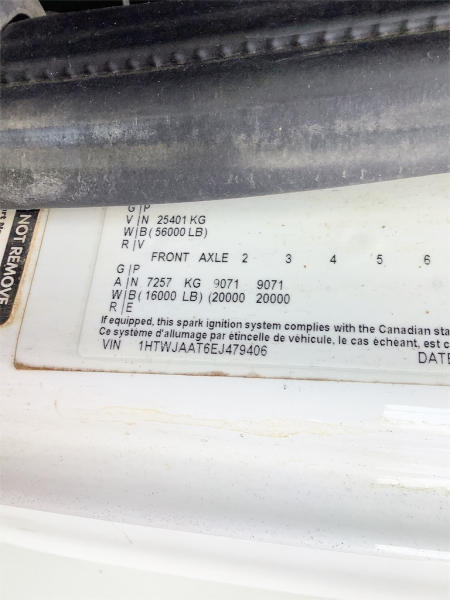 NOT REMOVE
G | P
V | N 25401 KG
W | B ( 56000 LB)
R | V
FRONT AXLE 2 3 4 5 6
G | P
A | N 7257 KG 9071 9071
W | B ( 16000 LB) (20000 20000
R | E
If equipped, this spark ignition system complies with the Canadian sta
Ce système d'allumage par étincelle de véhicule, le cas échéant, est c
VIN 1HTWJAAT6EJ479406
DATE